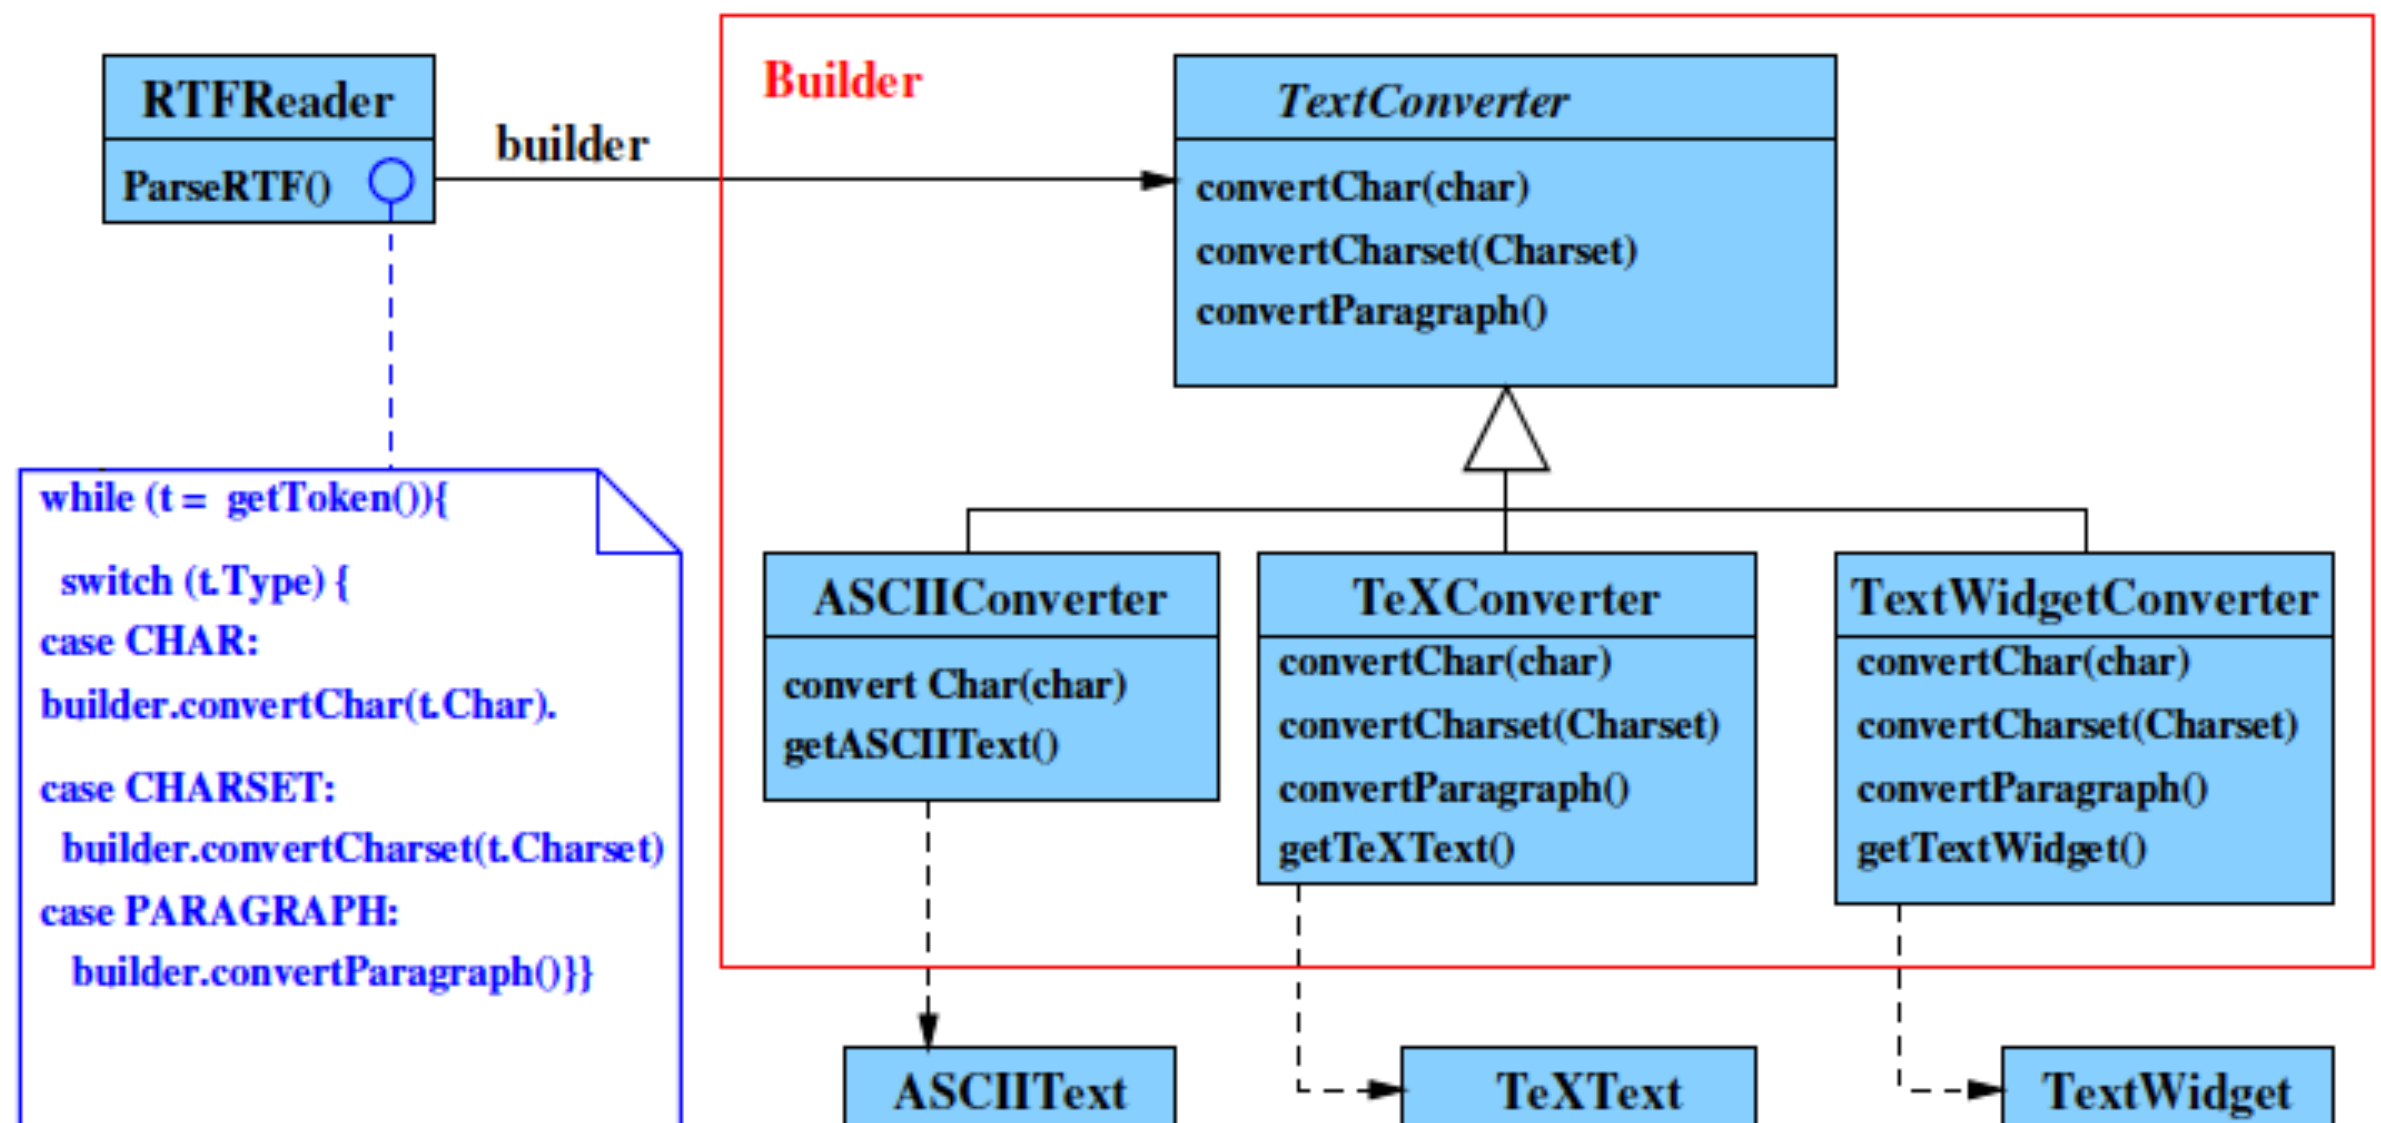 RTFReader
ParseRTF()
builder
Builder
TextConverter
convertChar(char)
convertCharset(Charset)
convertParagraph()
while (t = getToken()){
switch (t.Type) {
case CHAR:
builder.convertChar(t.Char).
case CHARSET:
builder.convertCharset(t.Charset)
case PARAGRAPH:
builder.convertParagraph()}}
ASCIIConverter
convert Char(char)
getASCIIText()
TeXConverter
convertChar(char)
convertCharset(Charset)
convertParagraph()
getTeXText()
TextWidgetConverter
convertChar(char)
convertCharset(Charset)
convertParagraph()
getTextWidget()
ASCIIText
TeXText
TextWidget